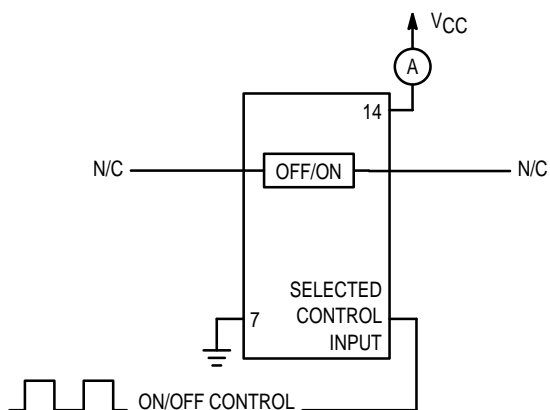 VCC
A
14
N/C
OFF/ON
N/C
7
SELECTED
CONTROL
INPUT
ON/OFF CONTROL